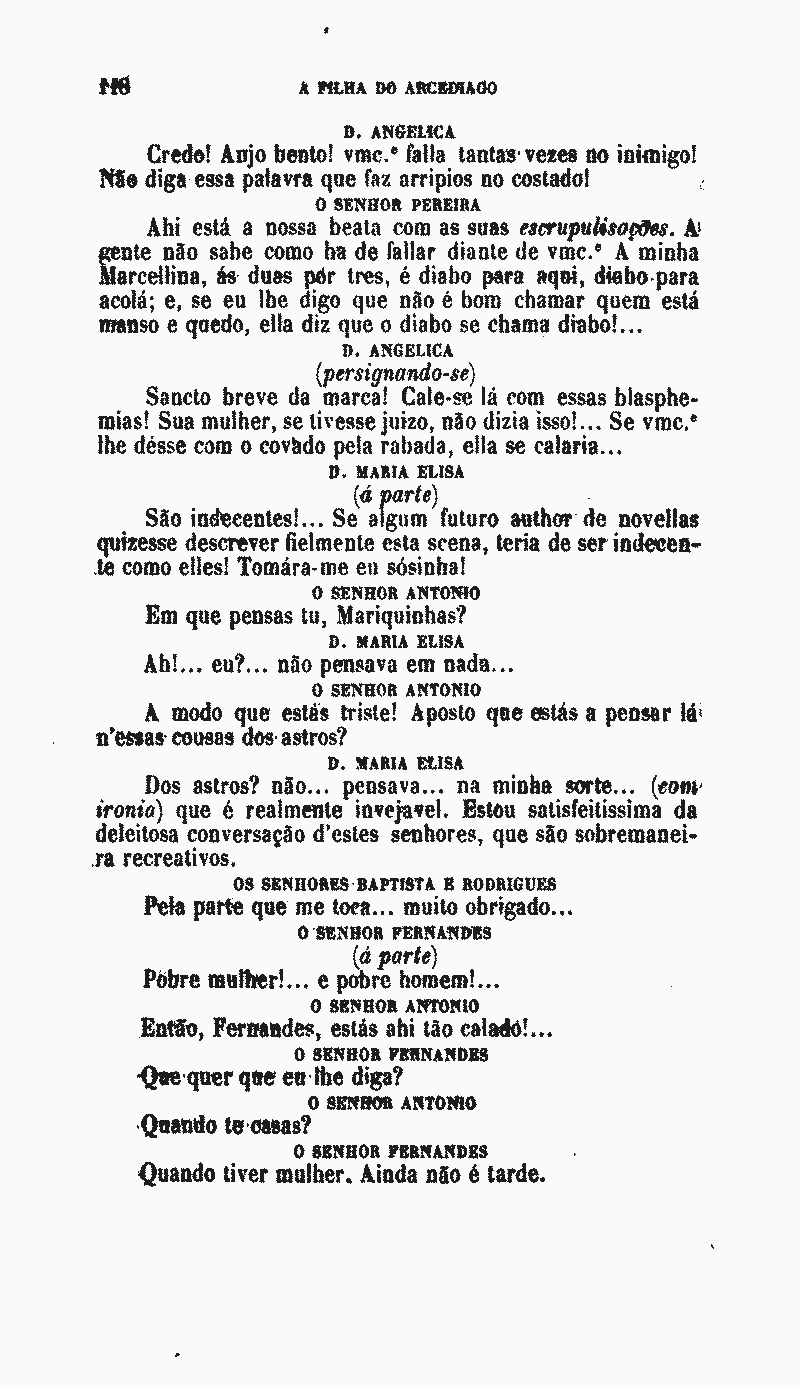 A FILHA DO ARCEDIAGO
D. ANGELICA
Credo! Anjo bento! vmc.ᵉ falla tantas vezes no inimigo!
Não diga essa palavra que faz arripios no costado!
O SENHOR PEREIRA
Ahi está a nossa beata com as suas escrupulisações. A
gente não sabe como ha de fallar diante de vmc.ᵉ A minha
Marcellina, ás duas pór tres, é diabo para aqui, diabo para
acolá; e, se eu lhe digo que não é bom chamar quem está
manso e quedo, ella diz que o diabo se chama diabo!...
D. ANGELICA
(persignando-se)
Sancto breve da marca! Cale-se lá com essas blasphe-
mias! Sua mulher, se tivesse juizo, não dizia isso!... Se vmc.ᵉ
lhe désse com o covado pela rabada, ella se calaria...
D. MARIA ELISA
(á parte)
São indecentes!... Se algum futuro author de novellas
quizesse descrever fielmente esta scena, teria de ser indecen-
te como elles! Tomára-me eu sósinha!
O SENHOR ANTONIO
Em que pensas tu, Mariquinhas?
D. MARIA ELISA
Ah!... eu?... não pensava em nada...
O SENHOR ANTONIO
A modo que estás triste! Aposto que estás a pensar lá
n'essas cousas dos astros?
D. MARIA ELISA
Dos astros? não... pensava... na minha sorte... (com
ironia) que é realmente invejavel. Estou satisfeitissima da
deleitosa conversação d'estes senhores, que são sobremanei-
ra recreativos.
OS SENHORES BAPTISTA E RODRIGUES
Pela parte que me toca... muito obrigado...
O SENHOR FERNANDES
(á parte)
Pobre mulher!... e pobre homem!...
O SENHOR ANTONIO
Então, Fernandes, estás ahi tão calado!...
O SENHOR FERNANDES
Que quer que eu lhe diga?
O SENHOR ANTONIO
Quando te casas?
O SENHOR FERNANDES
Quando tiver mulher. Ainda não é tarde.